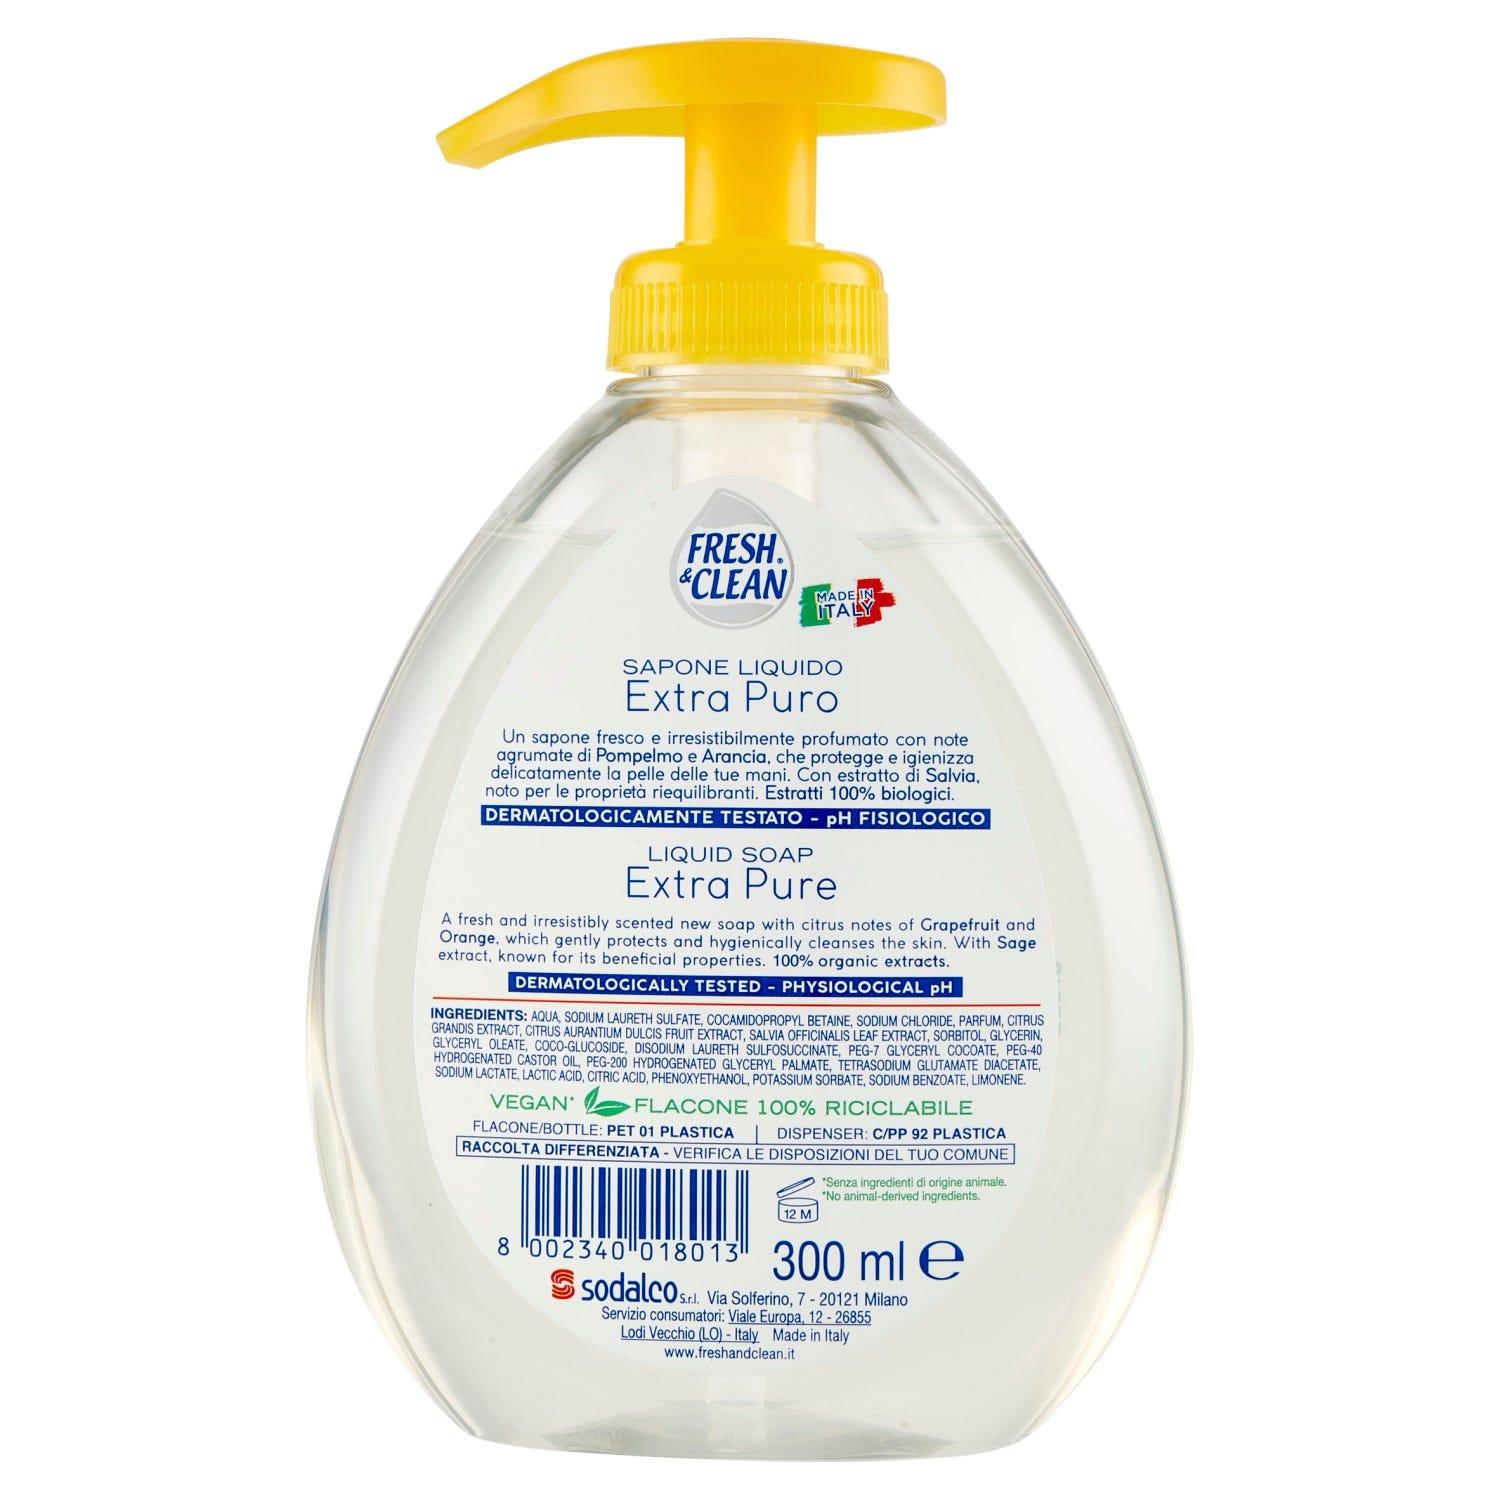 FRESH®
&CLEAN
MADE IN
ITALY
SAPONE LIQUIDO
Extra Puro
Un sapone fresco e irresistibilmente profumato con note
agrumate di Pompelmo e Arancia, che protegge e igienizza
delicatamente la pelle delle tue mani. Con estratto di Salvia,
noto per le proprietà riequilibranti. Estratti 100% biologici.
DERMATOLOGICAMENTE TESTATO - pH FISIOLOGICO
LIQUID SOAP
Extra Pure
A fresh and irresistibly scented new soap with citrus notes of Grapefruit and
Orange, which gently protects and hygienically cleanses the skin. With Sage
extract, known for its beneficial properties. 100% organic extracts.
DERMATOLOGICALLY TESTED - PHYSIOLOGICAL pH
INGREDIENTS: AQUA, SODIUM LAURETH SULFATE, COCAMIDOPROPYL BETAINE, SODIUM CHLORIDE, PARFUM, CITRUS
GRANDIS EXTRACT, CITRUS AURANTIUM DULCIS FRUIT EXTRACT, SALVIA OFFICINALIS LEAF EXTRACT, SORBITOL, GLYCERIN,
GLYCERYL OLEATE, COCO-GLUCOSIDE, DISODIUM LAURETH SULFOSUCCINATE, PEG-7 GLYCERYL COCOATE, PEG-40
HYDROGENATED CASTOR OIL, PEG-200 HYDROGENATED GLYCERYL PALMATE, TETRASODIUM GLUTAMATE DIACETATE,
SODIUM LACTATE, LACTIC ACID, CITRIC ACID, PHENOXYETHANOL, POTASSIUM SORBATE, SODIUM BENZOATE, LIMONENE.
VEGAN* FLACONE 100% RICICLABILE
FLACONE/BOTTLE: PET 01 PLASTICA | DISPENSER: C/PP 92 PLASTICA
RACCOLTA DIFFERENZIATA - VERIFICA LE DISPOSIZIONI DEL TUO COMUNE
*Senza ingredienti di origine animale.
*No animal-derived ingredients.
12 M
8 002340 018013
300 ml e
sodalco S.r.l. Via Solferino, 7 - 20121 Milano
Servizio consumatori: Viale Europa, 12 - 26855
Lodi Vecchio (LO) - Italy Made in Italy
www.freshandclean.it